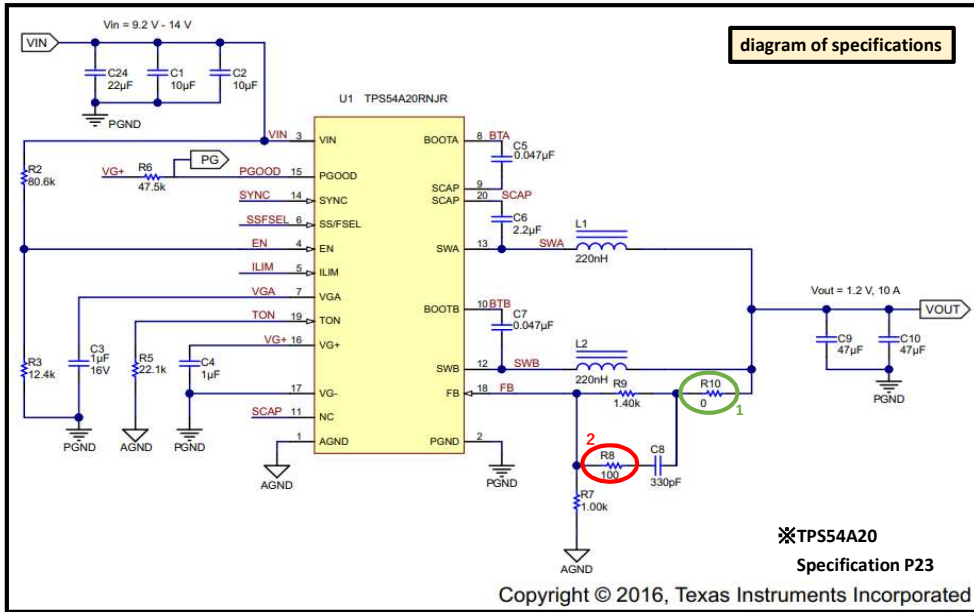 Vin = 9.2 V - 14 V
diagram of specifications
VIN
C24
22µF
C1
10µF
C2
10µF
PGND
U1 TPS54A20RNJR
VIN 3 VIN
BOOTA 8 BTA
C5
0.047µF
R2
80.6k
VG+
R6
47.5k
PG
PGOOD 15 PGOOD
SCAP 9
SCAP 20 SCAP
SYNC 14 SYNC
SSFSEL 6 SS/FSEL
C6
2.2µF
L1
EN 4 EN
SWA 13 SWA
220nH
ILIM 5 ILIM
VGA 7 VGA
Vout = 1.2 V, 10 A
BOOTB 10 BTB
VOUT
TON 19 TON
C7
0.047µF
C9
47µF
C10
47µF
VG+ 16 VG+
L2
C3
1µF
16V
R5
22.1k
C4
1µF
R3
12.4k
SWB 12 SWB
220nH
17 VG-
FB 18 FB
R9
1.40k
R10
0
1
PGND
SCAP 11 NC
PGND
AGND
PGND
1 AGND
PGND 2
2
R8
100
C8
330pF
AGND
PGND
R7
1.00k
AGND
※TPS54A20
Specification P23
Copyright © 2016, Texas Instruments Incorporated